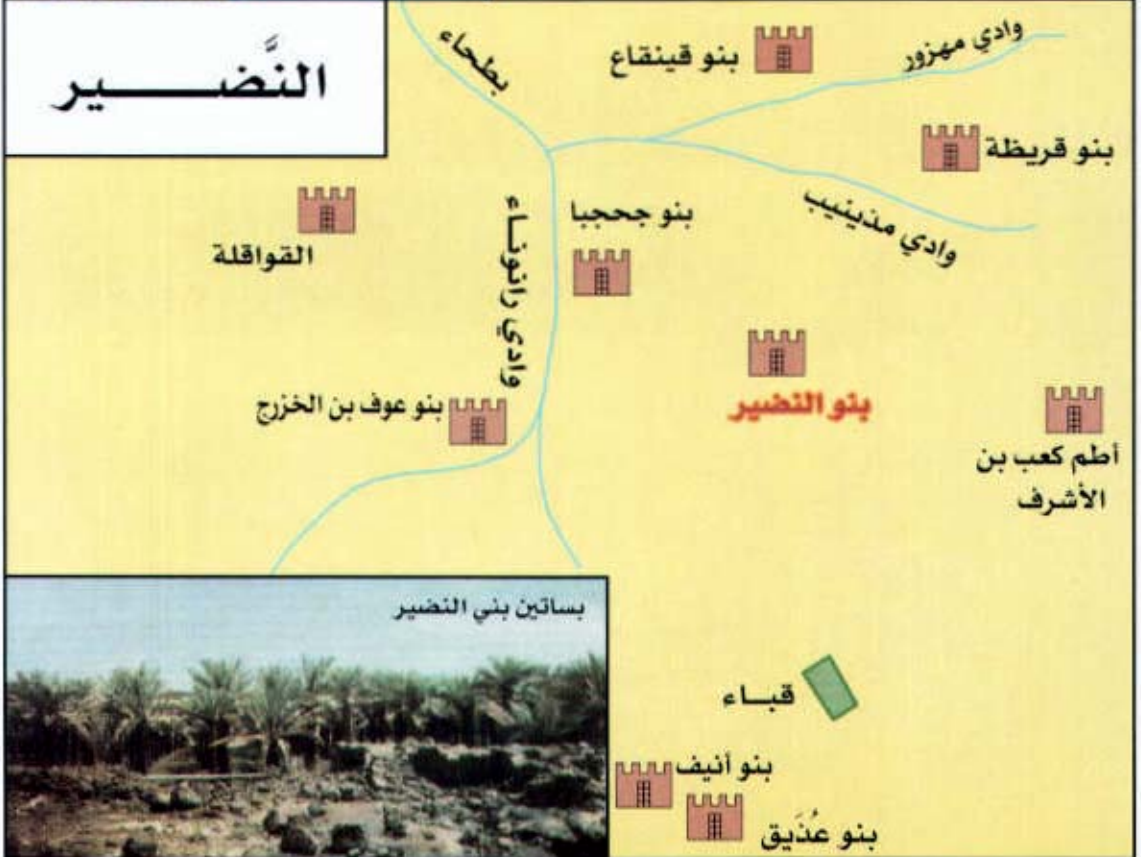 النَّضـــــير
بطحاء
بنو قينقاع
وادي مهزور
بنو قريظة
وادي مذينيب
بنو جحجبا
القواقلة
وادي رانوناء
بنو النضير
بنو عوف بن الخزرج
أطم كعب بن
الأشرف
بساتين بني النضير
قبـاء
بنو أنيف
بنو عُذَيق